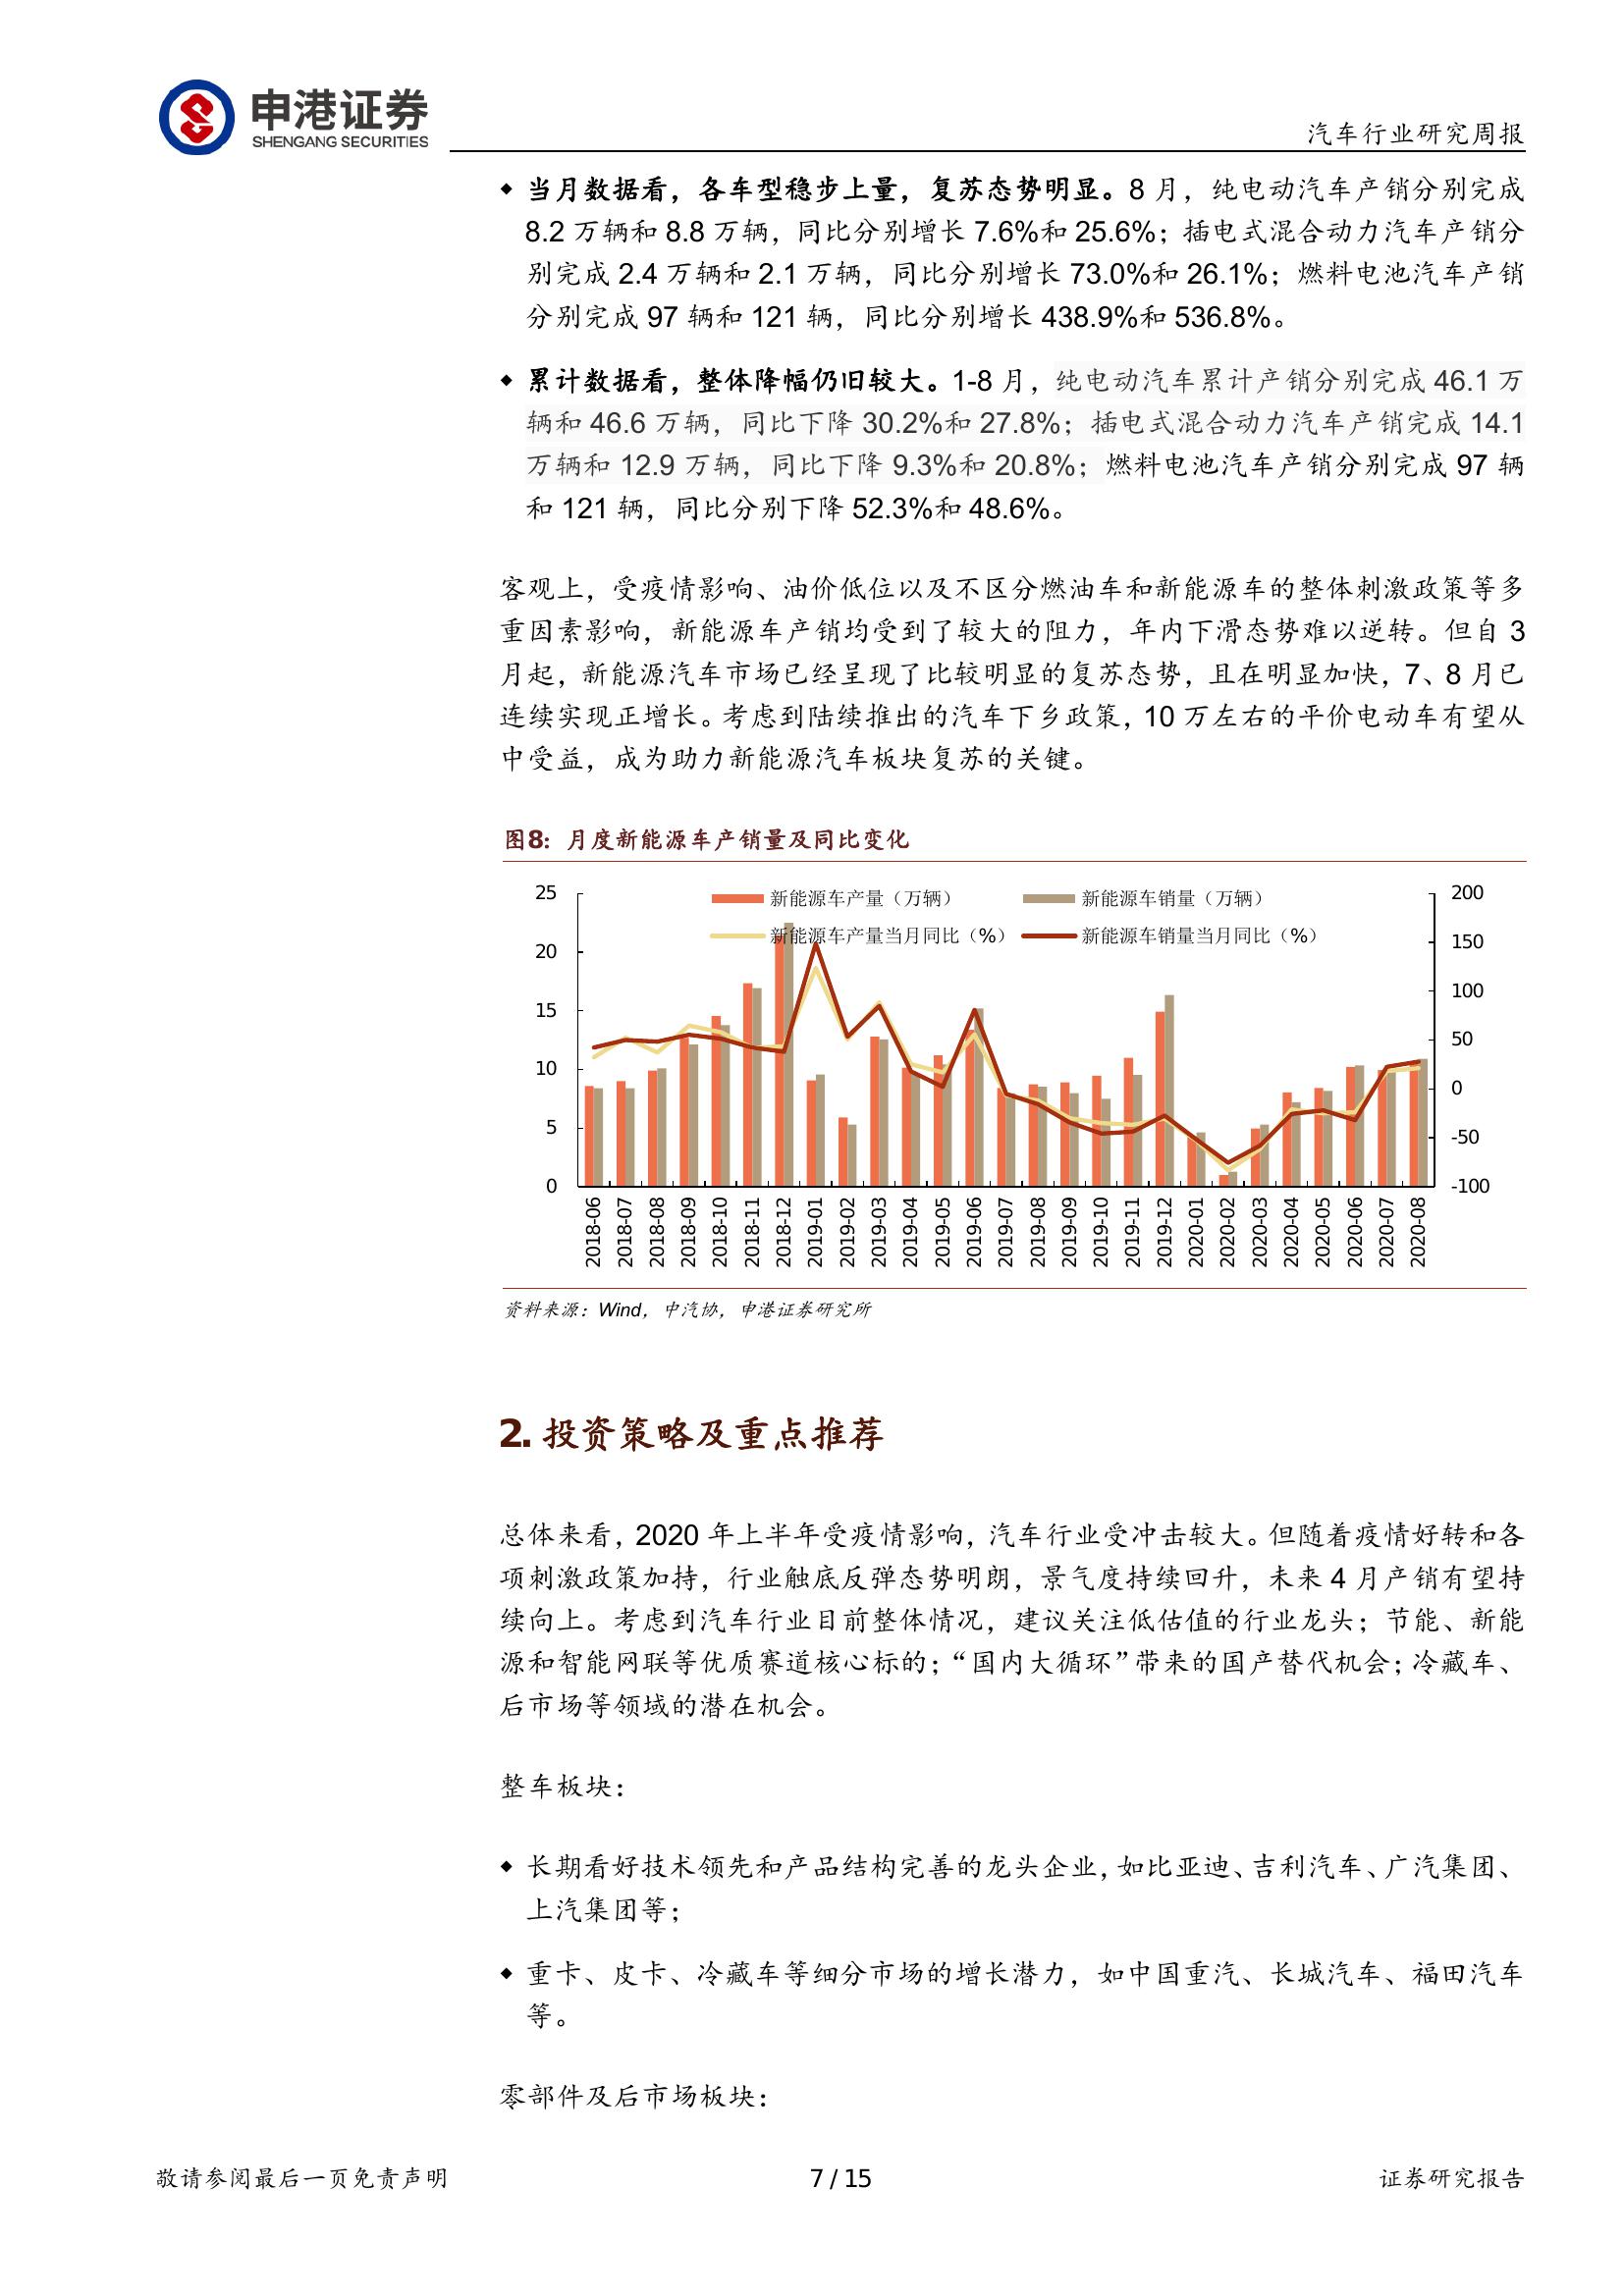 申港证券
SHENGANG SECURITIES
汽车行业研究周报
◆ 当月数据看，各车型稳步上量，复苏态势明显。8 月，纯电动汽车产销分别完成
8.2 万辆和 8.8 万辆，同比分别增长 7.6%和 25.6%；插电式混合动力汽车产销分
别完成 2.4 万辆和 2.1 万辆，同比分别增长 73.0%和 26.1%；燃料电池汽车产销
分别完成 97 辆和 121 辆，同比分别增长 438.9%和 536.8%。
◆ 累计数据看，整体降幅仍旧较大。1-8 月，纯电动汽车累计产销分别完成 46.1 万
辆和 46.6 万辆，同比下降 30.2%和 27.8%；插电式混合动力汽车产销完成 14.1
万辆和 12.9 万辆，同比下降 9.3%和 20.8%；燃料电池汽车产销分别完成 97 辆
和 121 辆，同比分别下降 52.3%和 48.6%。
客观上，受疫情影响、油价低位以及不区分燃油车和新能源车的整体刺激政策等多
重因素影响，新能源车产销均受到了较大的阻力，年内下滑态势难以逆转。但自 3
月起，新能源汽车市场已经呈现了比较明显的复苏态势，且在明显加快，7、8 月已
连续实现正增长。考虑到陆续推出的汽车下乡政策，10 万左右的平价电动车有望从
中受益，成为助力新能源汽车板块复苏的关键。
图8：月度新能源车产销量及同比变化
新能源车产量（万辆） 新能源车销量（万辆）
新能源车产量当月同比（%） 新能源车销量当月同比（%）
25
20
15
10
5
0
200
150
100
50
0
-50
-100
2018-06
2018-07
2018-08
2018-09
2018-10
2018-11
2018-12
2019-01
2019-02
2019-03
2019-04
2019-05
2019-06
2019-07
2019-08
2019-09
2019-10
2019-11
2019-12
2020-01
2020-02
2020-03
2020-04
2020-05
2020-06
2020-07
2020-08
资料来源：Wind，中汽协，申港证券研究所
2. 投资策略及重点推荐
总体来看，2020 年上半年受疫情影响，汽车行业受冲击较大。但随着疫情好转和各
项刺激政策加持，行业触底反弹态势明朗，景气度持续回升，未来 4 月产销有望持
续向上。考虑到汽车行业目前整体情况，建议关注低估值的行业龙头；节能、新能
源和智能网联等优质赛道核心标的；“国内大循环”带来的国产替代机会；冷藏车、
后市场等领域的潜在机会。
整车板块：
◆ 长期看好技术领先和产品结构完善的龙头企业，如比亚迪、吉利汽车、广汽集团、
上汽集团等；
◆ 重卡、皮卡、冷藏车等细分市场的增长潜力，如中国重汽、长城汽车、福田汽车
等。
零部件及后市场板块：
敬请参阅最后一页免责声明
7 / 15
证券研究报告